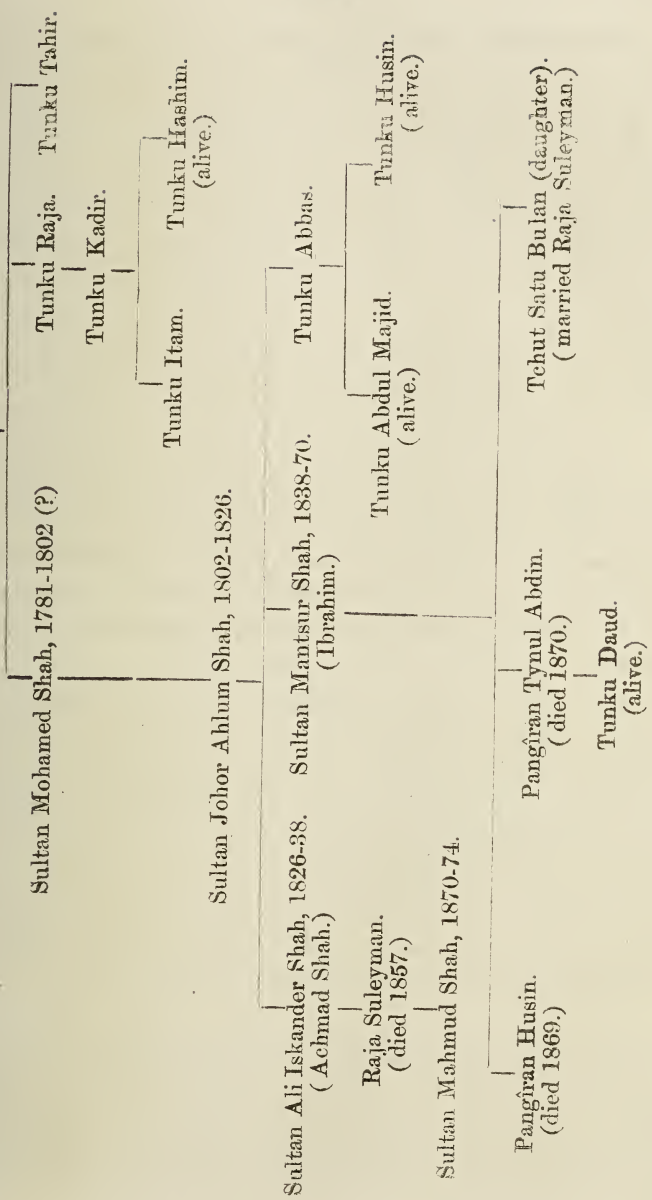 Sultan Mohamed Shah, 1781-1802 (?)
Tunku Raja.
Tunku Tahir.
Tunku Kadir.
Tunku Itam.
Tunku Hashim.
(alive.)
Sultan Johor Ahlum Shah, 1802-1826.
Sultan Ali Iskander Shah, 1826-38.
(Achmad Shah.)
Sultan Mantsur Shah, 1838-70.
(Ibrahim.)
Tunku Abbas.
Raja Suleyman.
(died 1857.)
Tunku Abdul Majid.
(alive.)
Tunku Husin.
(alive.)
Sultan Mahmud Shah, 1870-74.
Pangîran Husin.
(died 1869.)
Pangîran Tynul Abdin.
(died 1870.)
Tchut Satu Bulan (daughter).
(married Raja Suleyman.)
Tunku Daud.
(alive.)